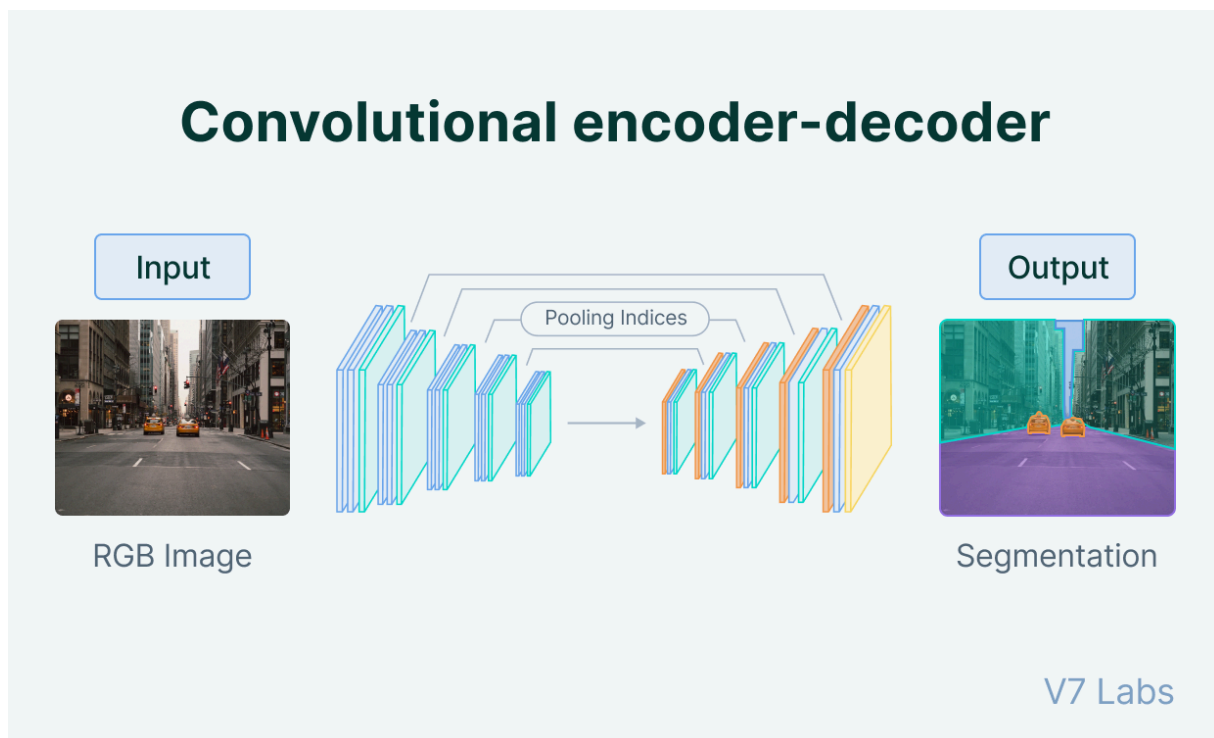 Convolutional encoder-decoder
Input
Output
Pooling Indices
RGB Image
Segmentation
V7 Labs